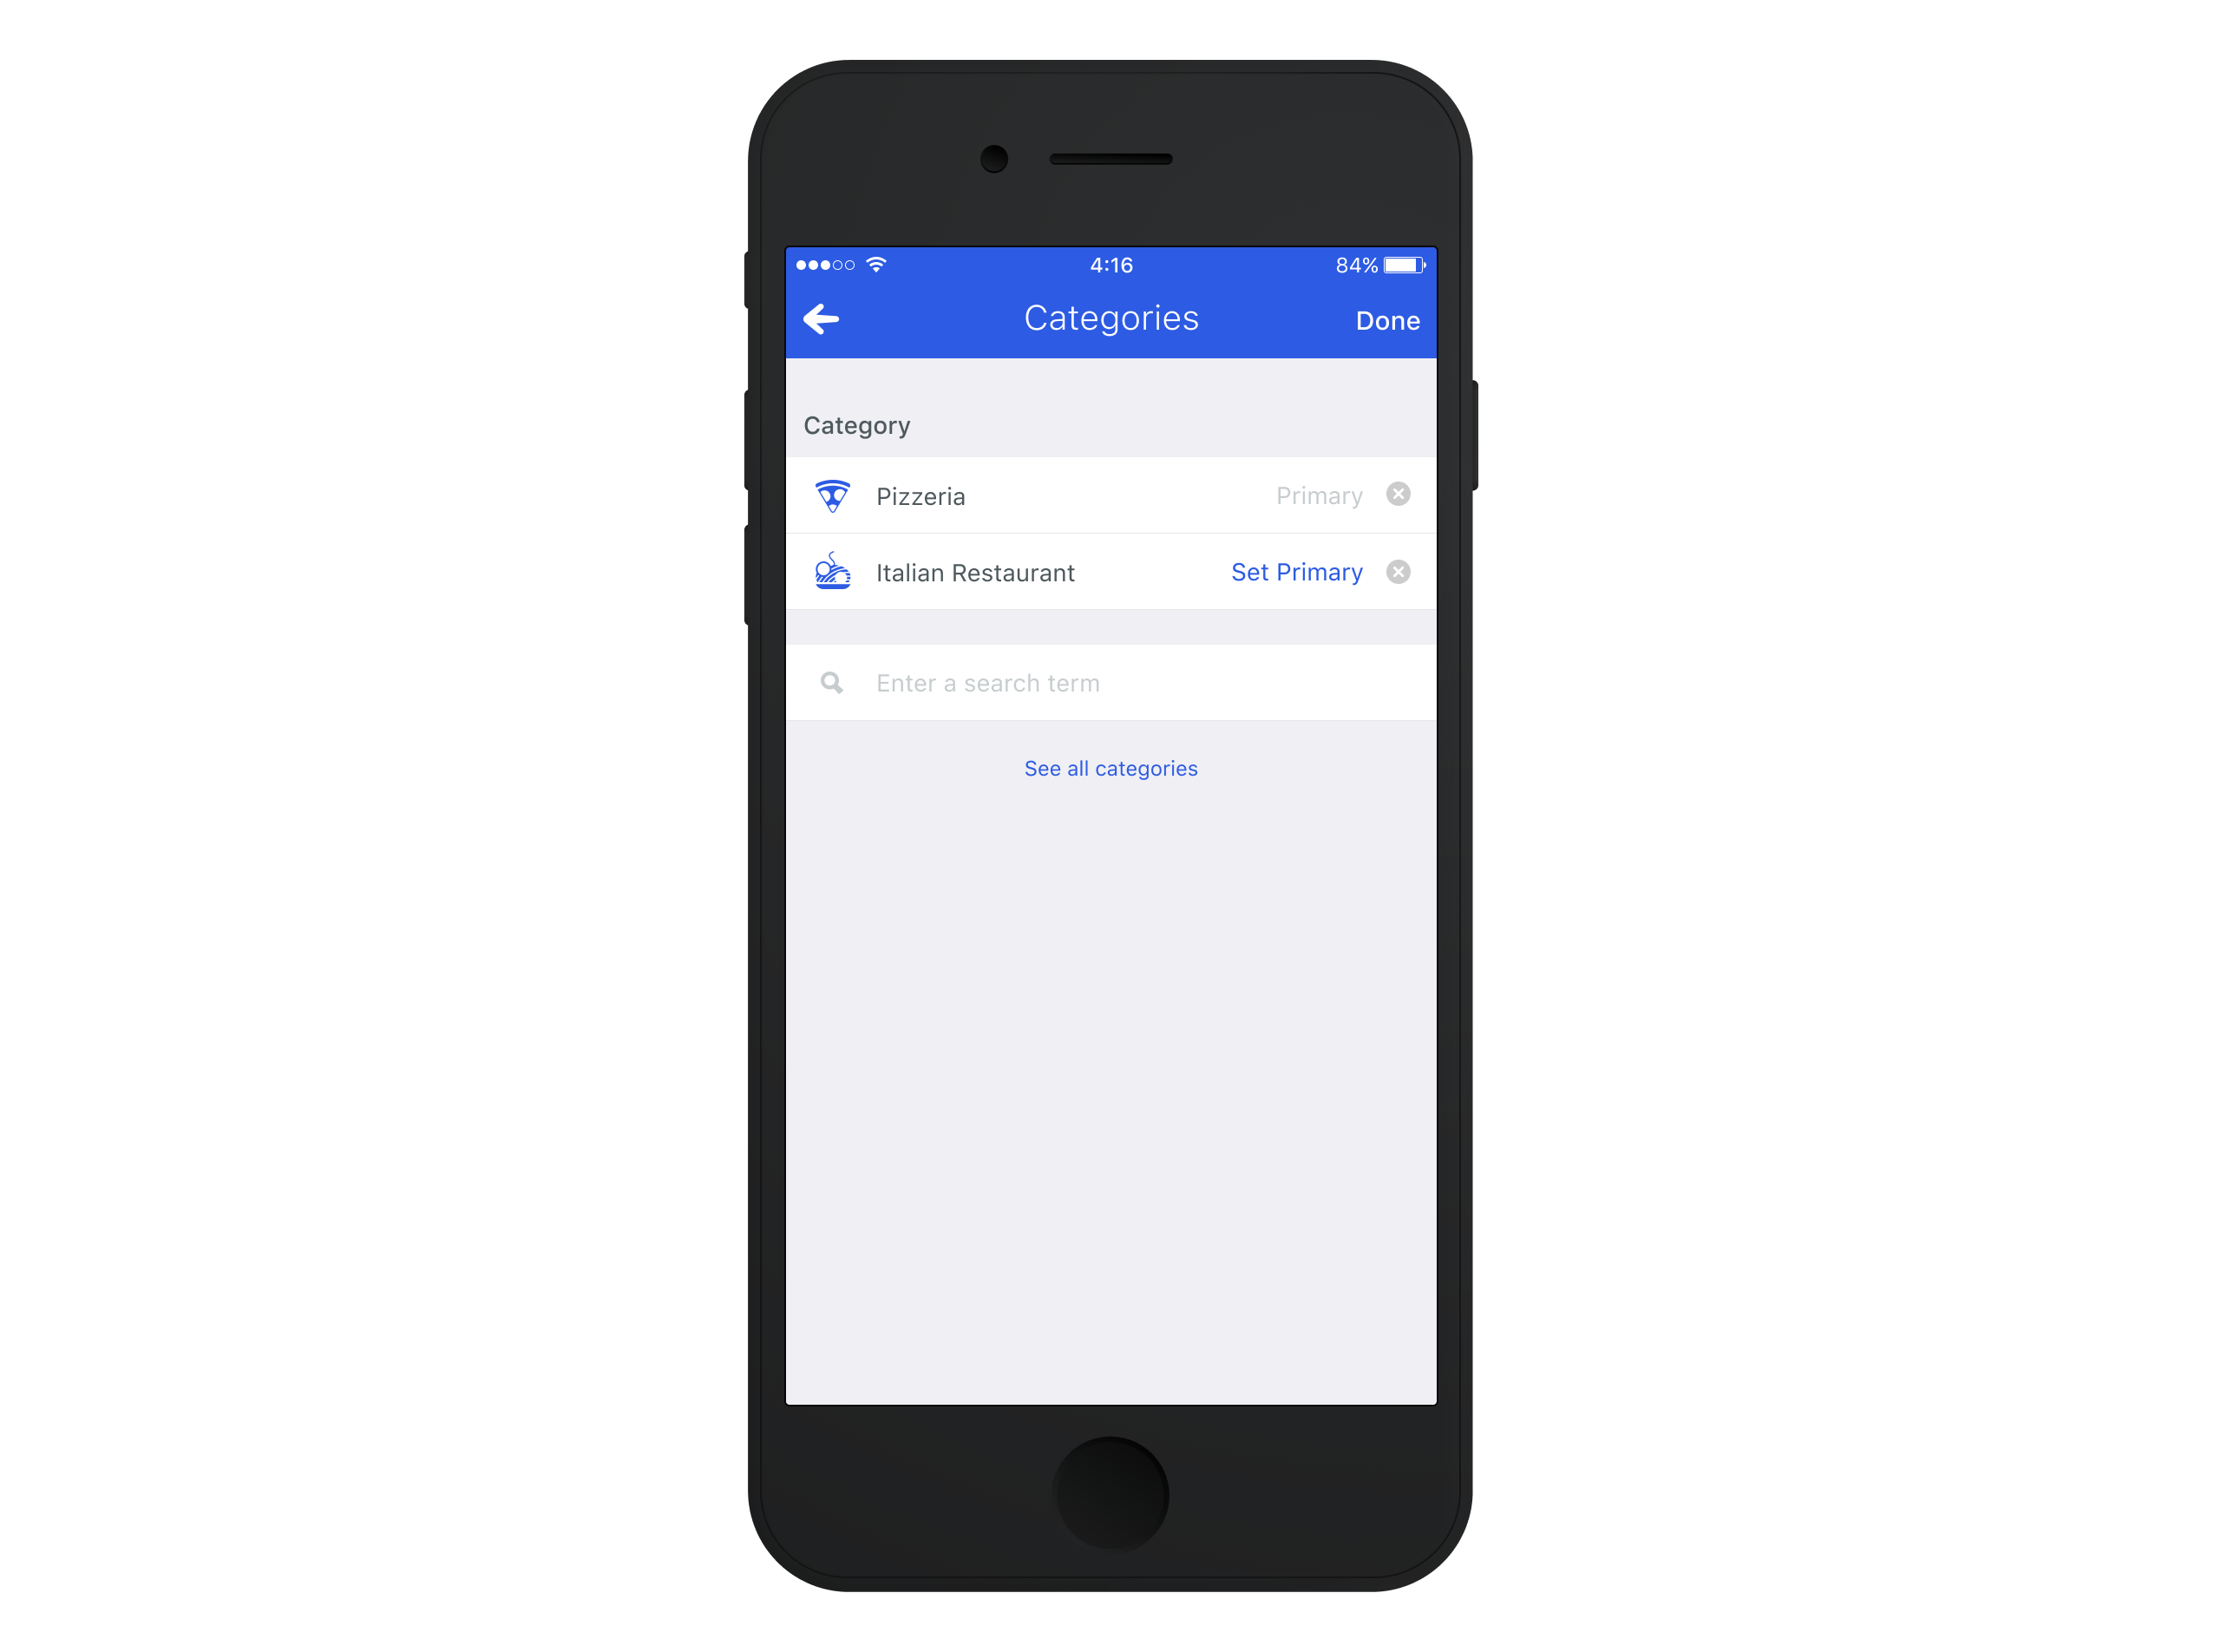 4:16 84%
Categories Done
Category
Pizzeria Primary
Italian Restaurant Set Primary
Enter a search term
See all categories